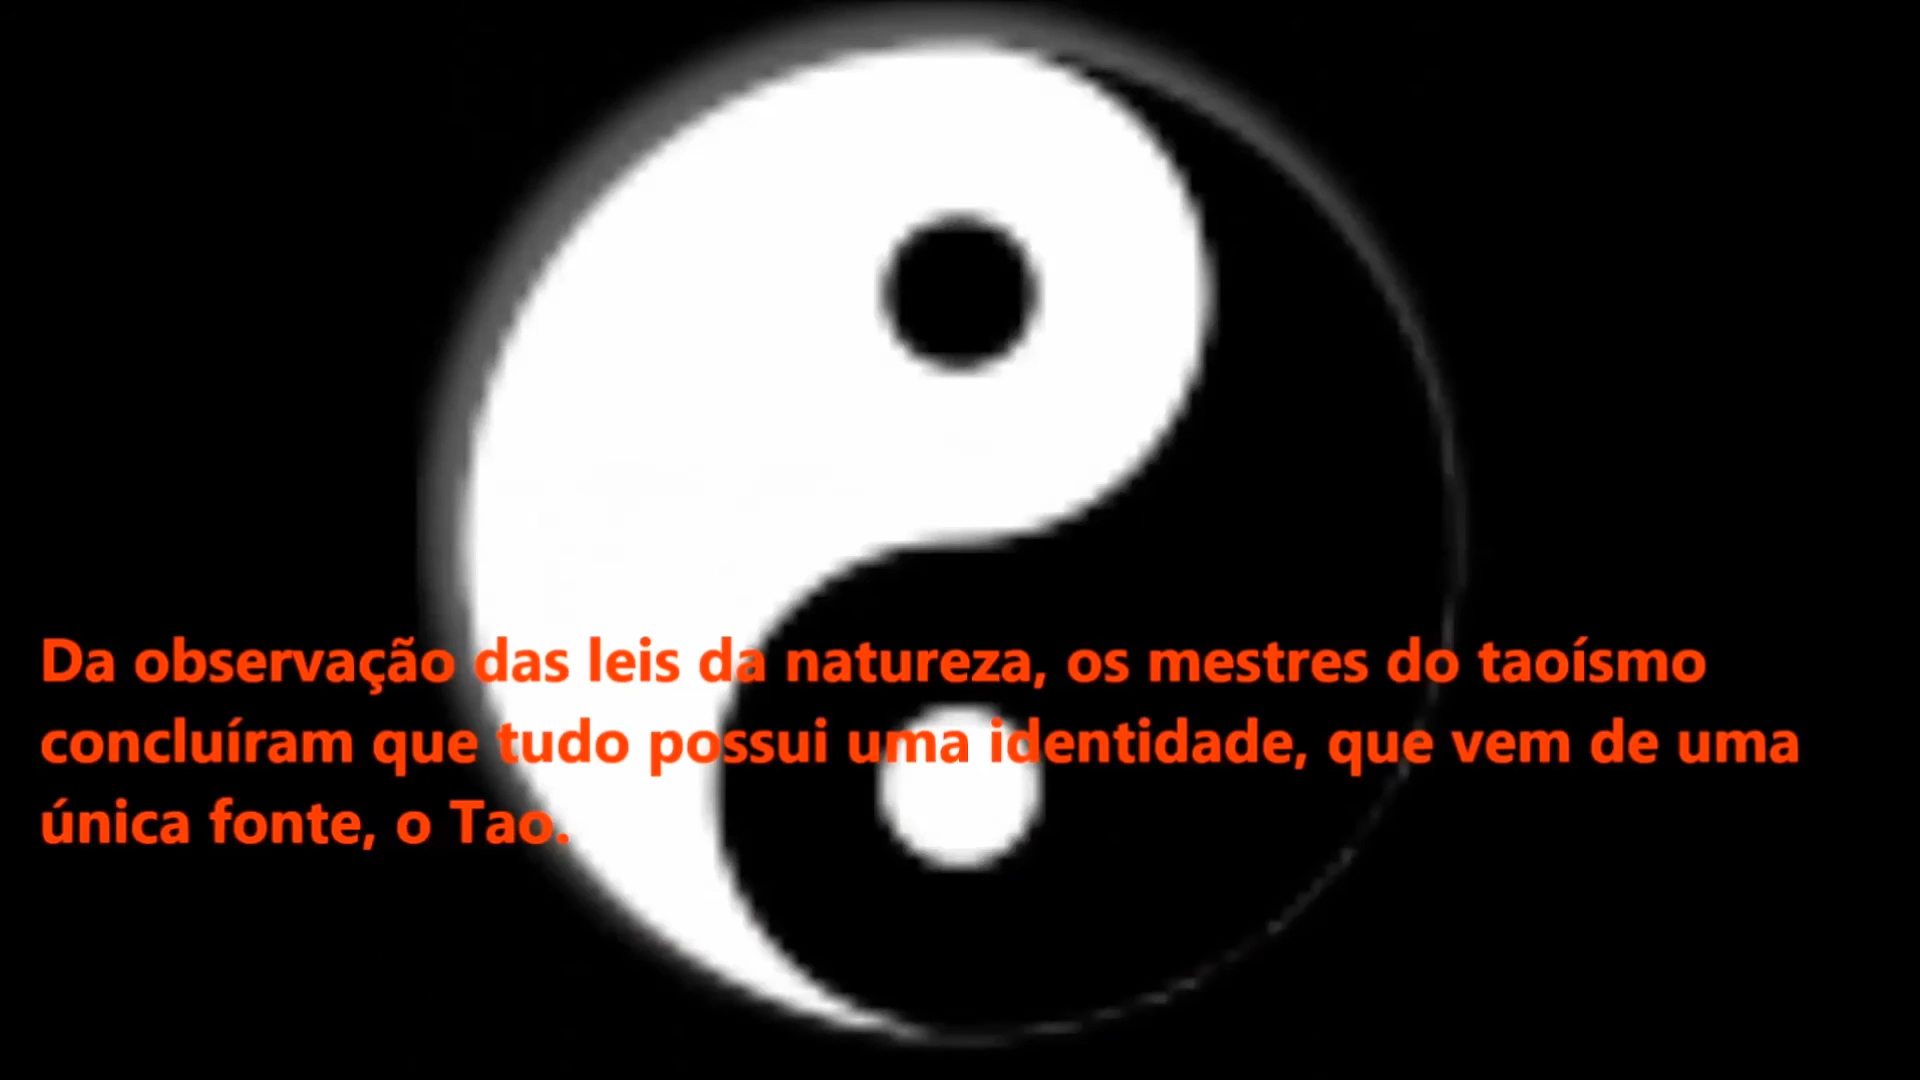 Da observação das leis da natureza, os mestres do taoísmo
concluíram que tudo possui uma identidade, que vem de uma
única fonte, o Tao.